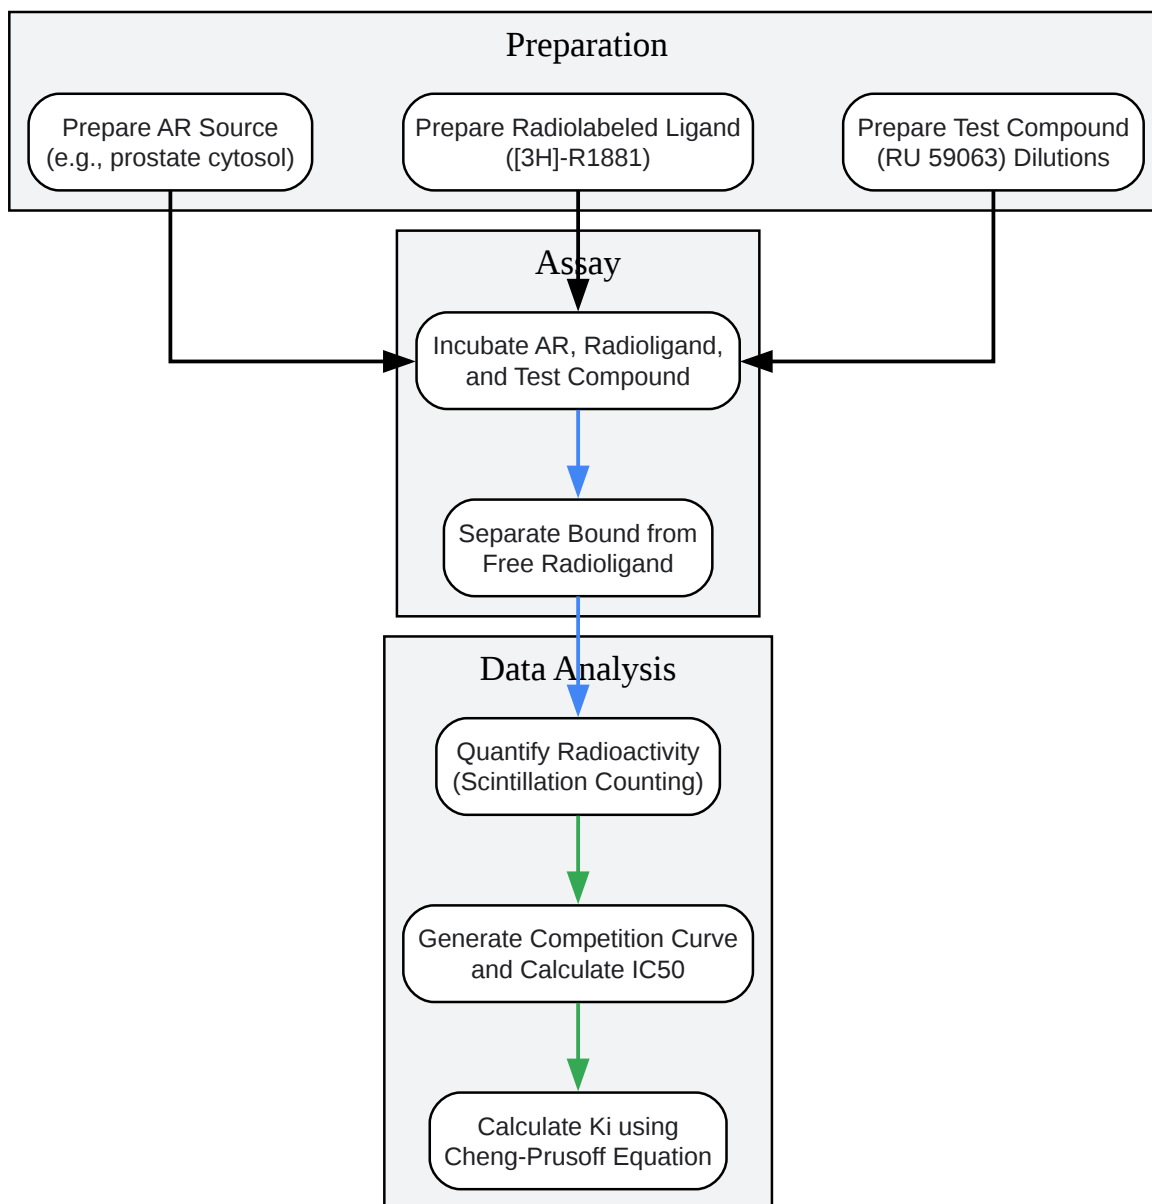 Preparation
Prepare AR Source
(e.g., prostate cytosol)
Prepare Radiolabeled Ligand
([3H]-R1881)
Prepare Test Compound
(RU 59063) Dilutions
Assay
Incubate AR, Radioligand,
and Test Compound
Separate Bound from
Free Radioligand
Data Analysis
Quantify Radioactivity
(Scintillation Counting)
Generate Competition Curve
and Calculate IC50
Calculate Ki using
Cheng-Prusoff Equation